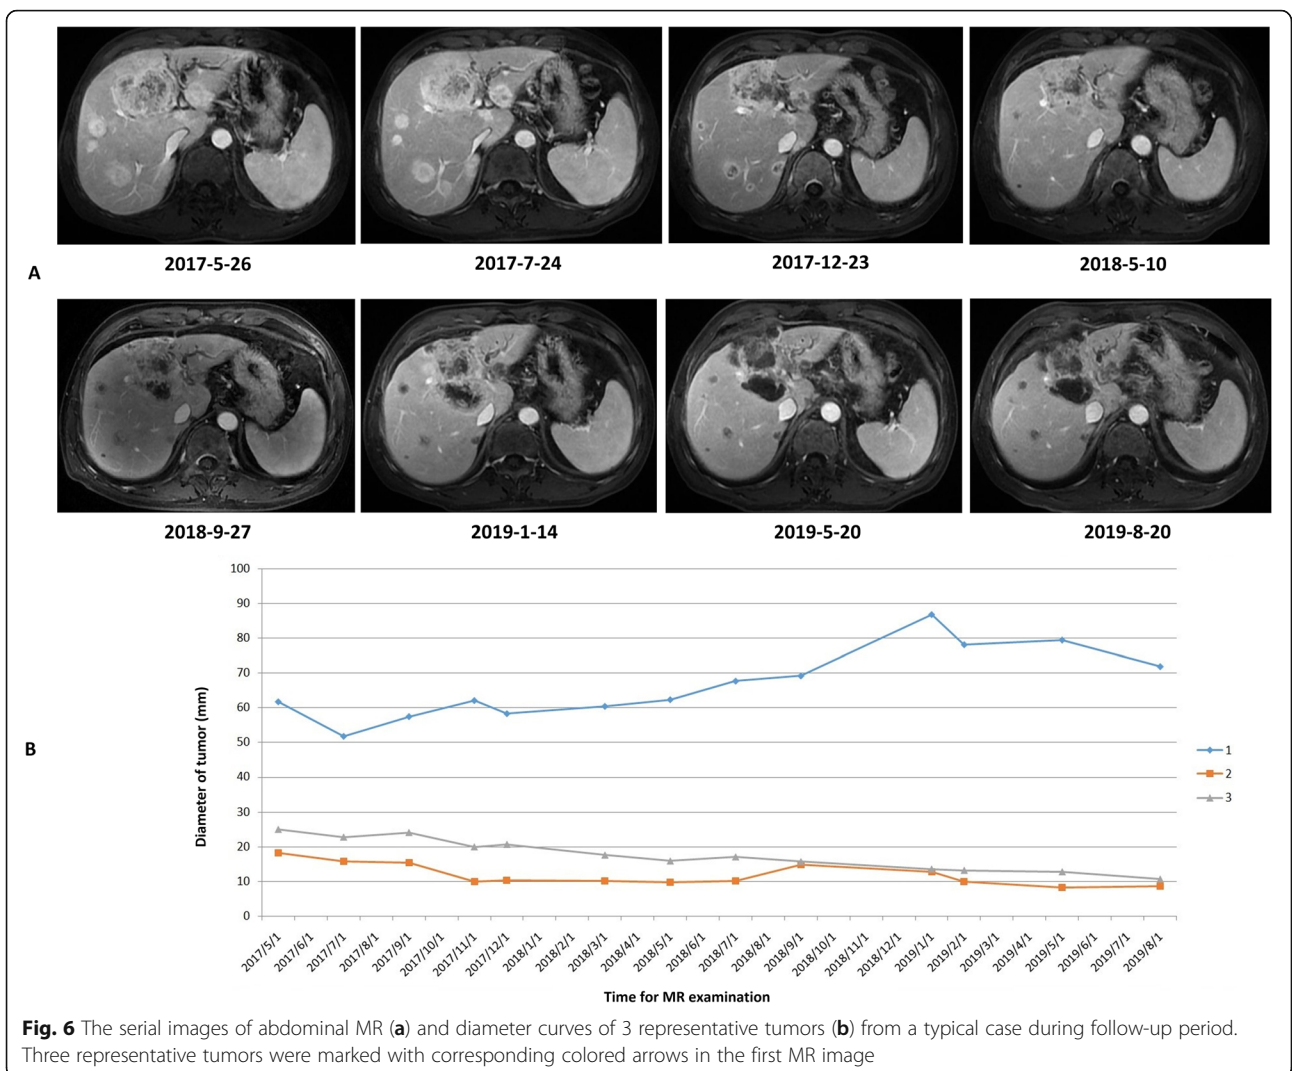 2017-5-26 2017-7-24 2017-12-23 2018-5-10
A
2018-9-27 2019-1-14 2019-5-20 2019-8-20
100
90
80
70
60
50
40
30
20
10
0
Diameter of tumor (mm)
B
1
2
3
2017/5/1 2017/6/1 2017/7/1 2017/8/1 2017/9/1 2017/10/1 2017/11/1 2017/12/1 2018/1/1 2018/2/1 2018/3/1 2018/4/1 2018/5/1 2018/6/1 2018/7/1 2018/8/1 2018/9/1 2018/10/1 2018/11/1 2018/12/1 2019/1/1 2019/2/1 2019/3/1 2019/4/1 2019/5/1 2019/6/1 2019/7/1 2019/8/1
Time for MR examination
Fig. 6 The serial images of abdominal MR (a) and diameter curves of 3 representative tumors (b) from a typical case during follow-up period.
Three representative tumors were marked with corresponding colored arrows in the first MR image